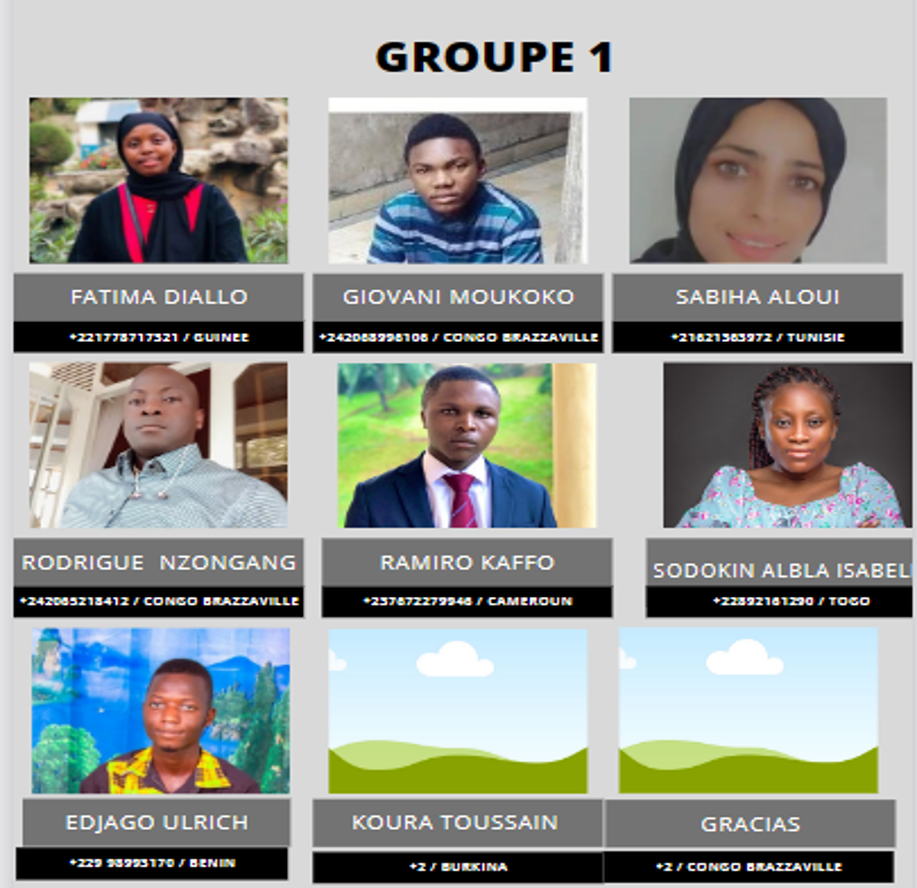 GROUPE 1
FATIMA DIALLO GIOVANI MOUKOKO SABIHA ALOUI
+221778717321 / GUINEE +242068996106 / CONGO BRAZZAVILLE +21621363972 / TUNISIE
RODRIGUE NZONGANG RAMIRO KAFFO SODOKIN ALBLA ISABEL
+242065218412 / CONGO BRAZZAVILLE +237672279946 / CAMEROUN +22892161290 / TOGO
EDJAGO ULRICH KOURA TOUSSAIN GRACIAS
+229 98993170 / BENIN +2 / BURKINA +2 / CONGO BRAZZAVILLE